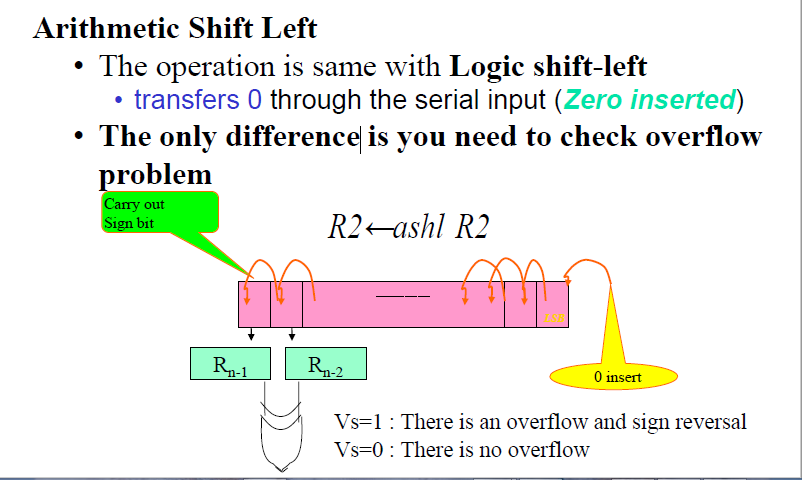 Arithmetic Shift Left
• The operation is same with Logic shift-left
• transfers 0 through the serial input (Zero inserted)
• The only difference is you need to check overflow
problem
Carry out
Sign bit
R2←ashl R2
LSB
0 insert
Rn-1
Rn-2
Vs=1 : There is an overflow and sign reversal
Vs=0 : There is no overflow